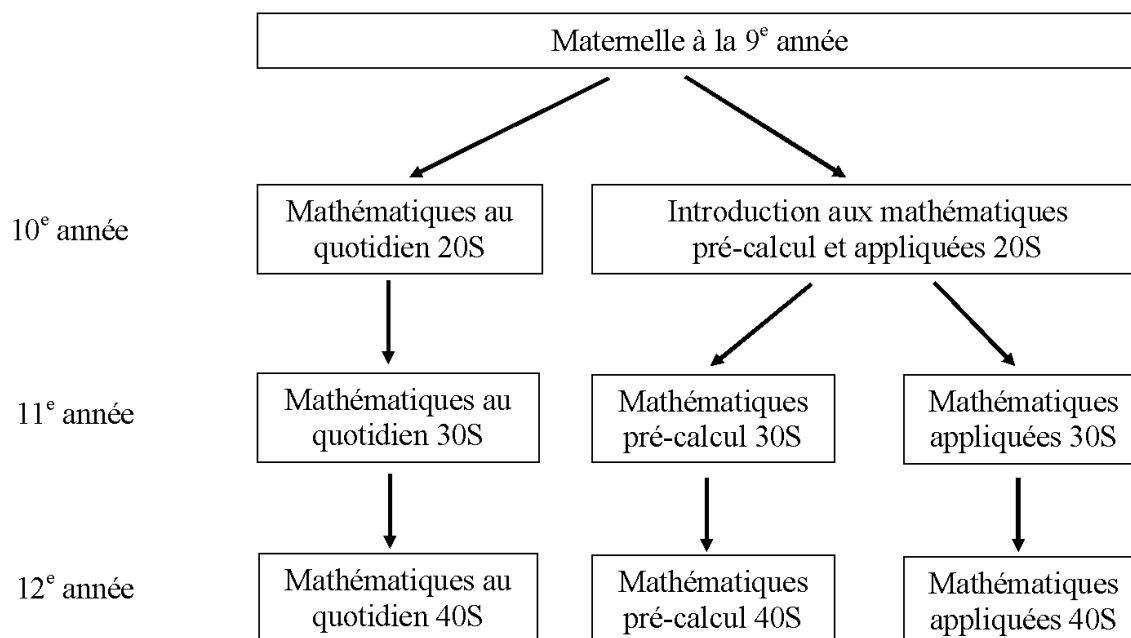 Maternelle à la 9e année
10e année
Mathématiques au
quotidien 20S
Introduction aux mathématiques
pré-calcul et appliquées 20S
11e année
Mathématiques au
quotidien 30S
Mathématiques
pré-calcul 30S
Mathématiques
appliquées 30S
12e année
Mathématiques au
quotidien 40S
Mathématiques
pré-calcul 40S
Mathématiques
appliquées 40S